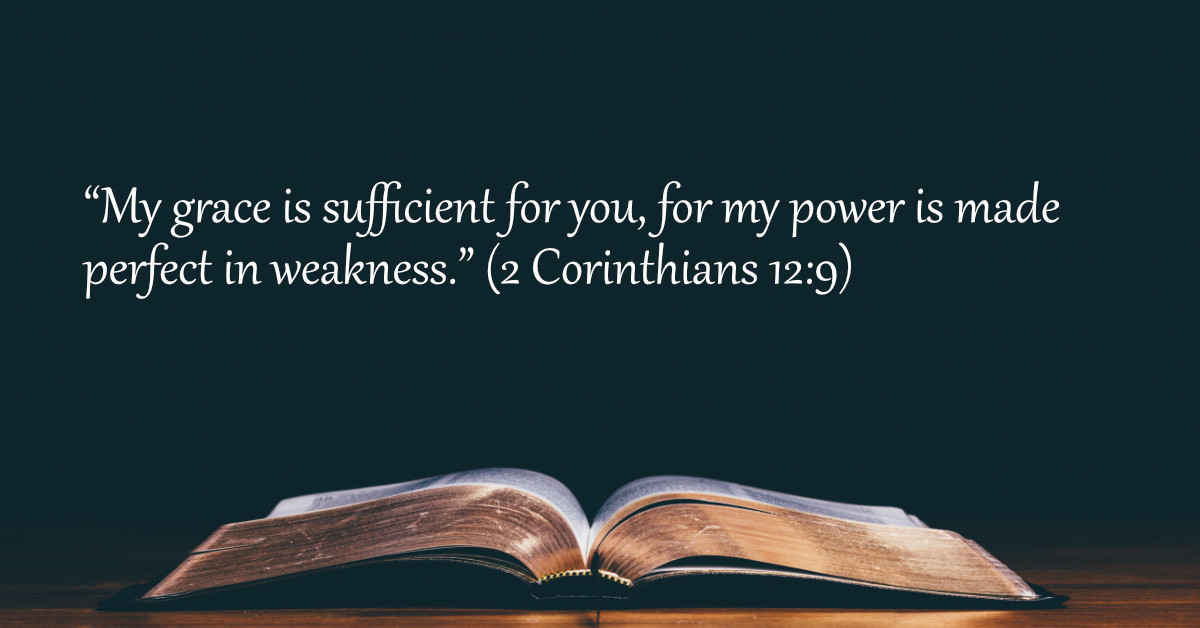 “My grace is sufficient for you, for my power is made
perfect in weakness.” (2 Corinthians 12:9)